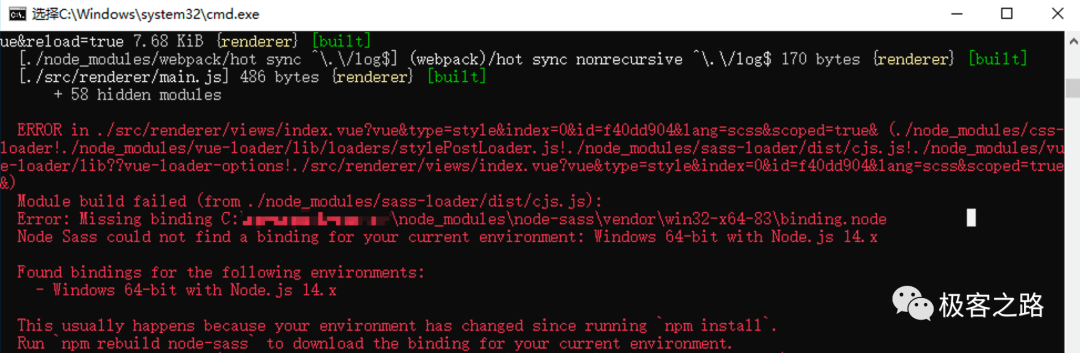 选择C:\Windows\system32\cmd.exe
ue&reload=true 7.68 KiB {renderer} [built]
[./node_modules/webpack/hot sync ^\.\/log$] (webpack)/hot sync nonrecursive ^\.\/log$ 170 bytes {renderer} [built]
[./src/renderer/main.js] 486 bytes {renderer} [built]
+ 58 hidden modules
ERROR in ./src/renderer/views/index.vue?vue&type=style&index=0&id=f40dd904&lang=scss&scoped=true& (./node_modules/css-
loader!./node_modules/vue-loader/lib/loaders/stylePostLoader.js!./node_modules/sass-loader/dist/cjs.js!./node_modules/vu
e-loader/lib??vue-loader-options!./src/renderer/views/index.vue?vue&type=style&index=0&id=f40dd904&lang=scss&scoped=true
&)
Module build failed (from ./node_modules/sass-loader/dist/cjs.js):
Error: Missing binding C:\node_modules\node-sass\vendor\win32-x64-83\binding.node
Node Sass could not find a binding for your current environment: Windows 64-bit with Node.js 14.x
Found bindings for the following environments:
- Windows 64-bit with Node.js 14.x
This usually happens because your environment has changed since running `npm install`.
Run `npm rebuild node-sass` to download the binding for your current environment.
极客之路